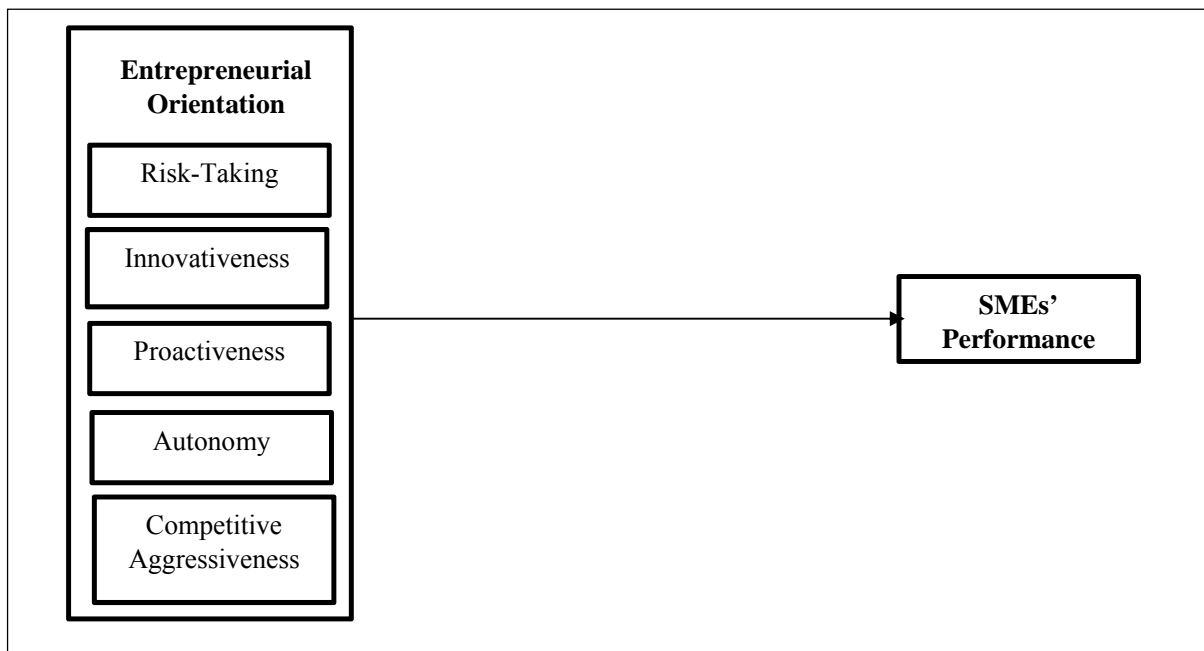 Entrepreneurial
Orientation
Risk-Taking
Innovativeness
Proactiveness
Autonomy
Competitive
Aggressiveness
SMEs’
Performance